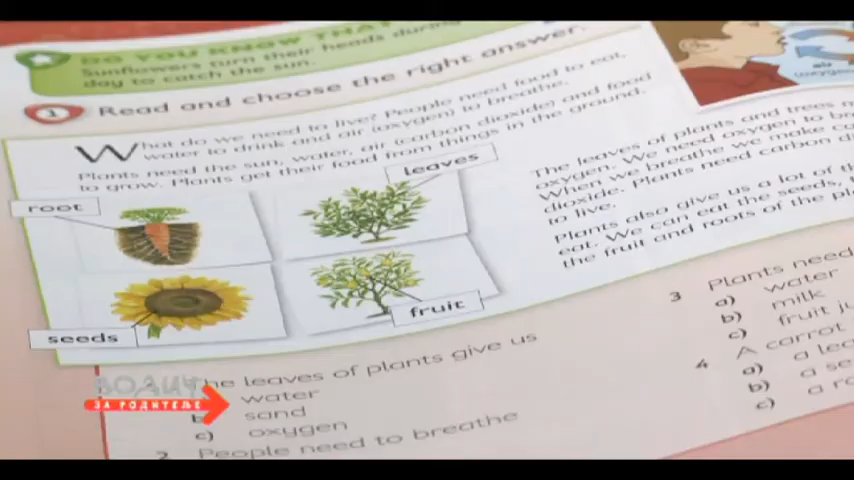 DO YOU KNOW THAT
Sunflowers turn their heads during
day to catch the sun.
1 Read and choose the right answer.
What do we need to live? People need food to eat,
water to drink and air (oxygen) to breathe.
Plants need the sun, water, air (carbon dioxide) and food
to grow. Plants get their food from things in the ground.
root
leaves
seeds
fruit
The leaves of plants and trees
oxygen. We need oxygen to
When we breathe we make
dioxide. Plants need carbon
to live.
Plants also give us a lot of
eat. We can eat the seeds,
the fruit and roots of the
he leaves of plants give us
water
b sand
c) oxygen
2 People need to breathe
3 Plants need
a) water
b) milk
c) fruit
4 A carrot
a) a
b) a
c) a
ВОДИЧ
ЗА РОДИТЕЉЕ